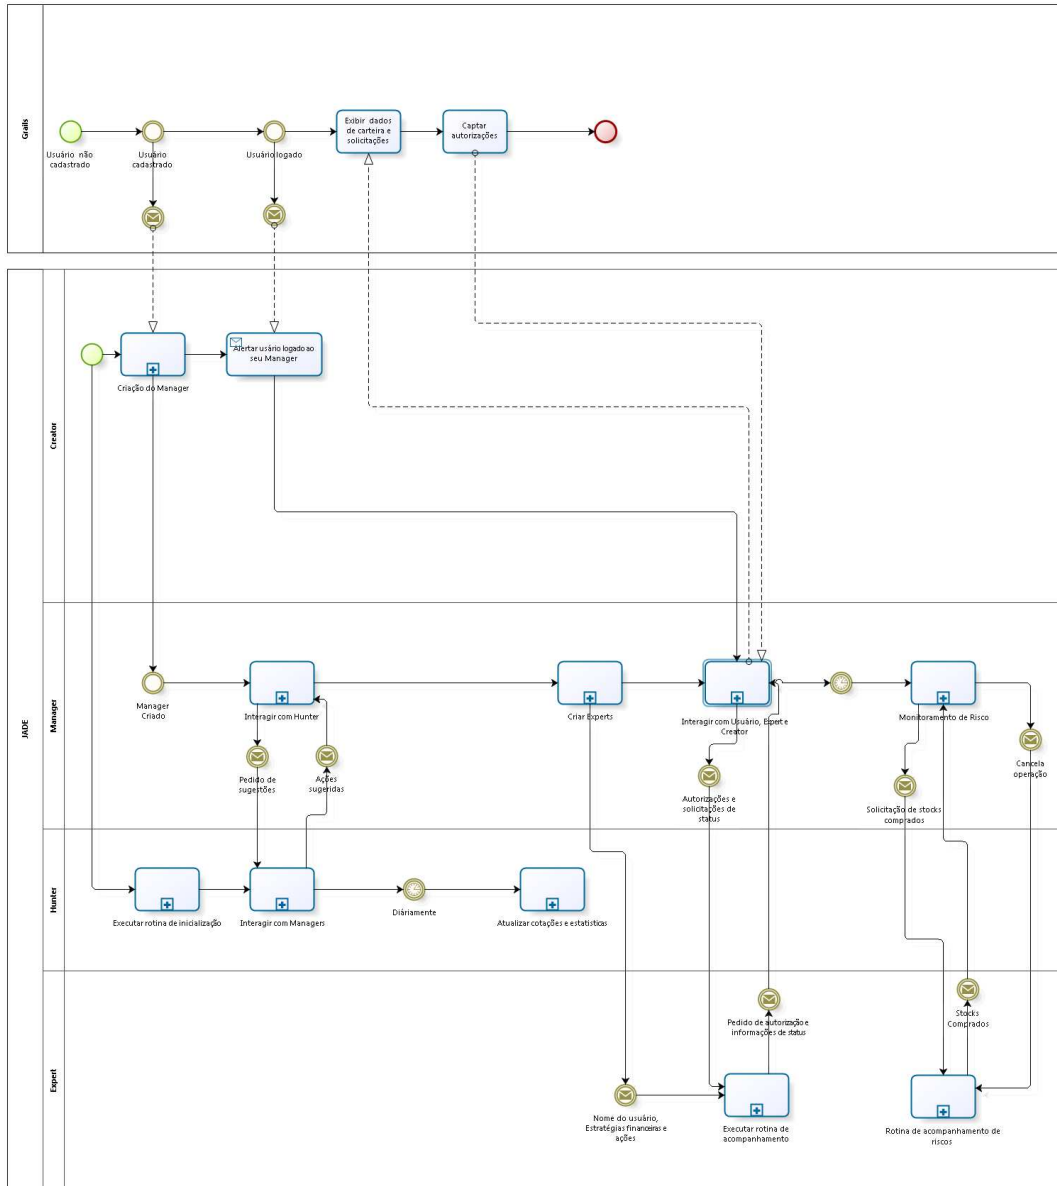 Grails
Exibir dados
de carteira e
solicitações
Captar
autorizações
Usuário não
cadastrado
Usuário
cadastrado
Usuário logado
JADE
Creator
Alertar usário logado ao
seu Manager
Criação do Manager
Manager
Manager
Criado
Interagir com Hunter
Criar Experts
Interagir com Usuário, Espert e
Creator
Monitoramento de Risco
Pedido de
sugestões
Ações
sugeridas
Autorizações e
solicitações de
status
Solicitação de stocks
comprados
Cancela
operação
Hunter
Executar rotina de inicialização
Interagir com Managers
Diáriamente
Atualizar cotações e estatisticas
Expert
Pedido de autorização e
informações de status
Stocks
Comprados
Nome do usuário,
Estratégias financeiras e
ações
Executar rotina de
acompanhamento
Rotina de acompanhamento de
riscos